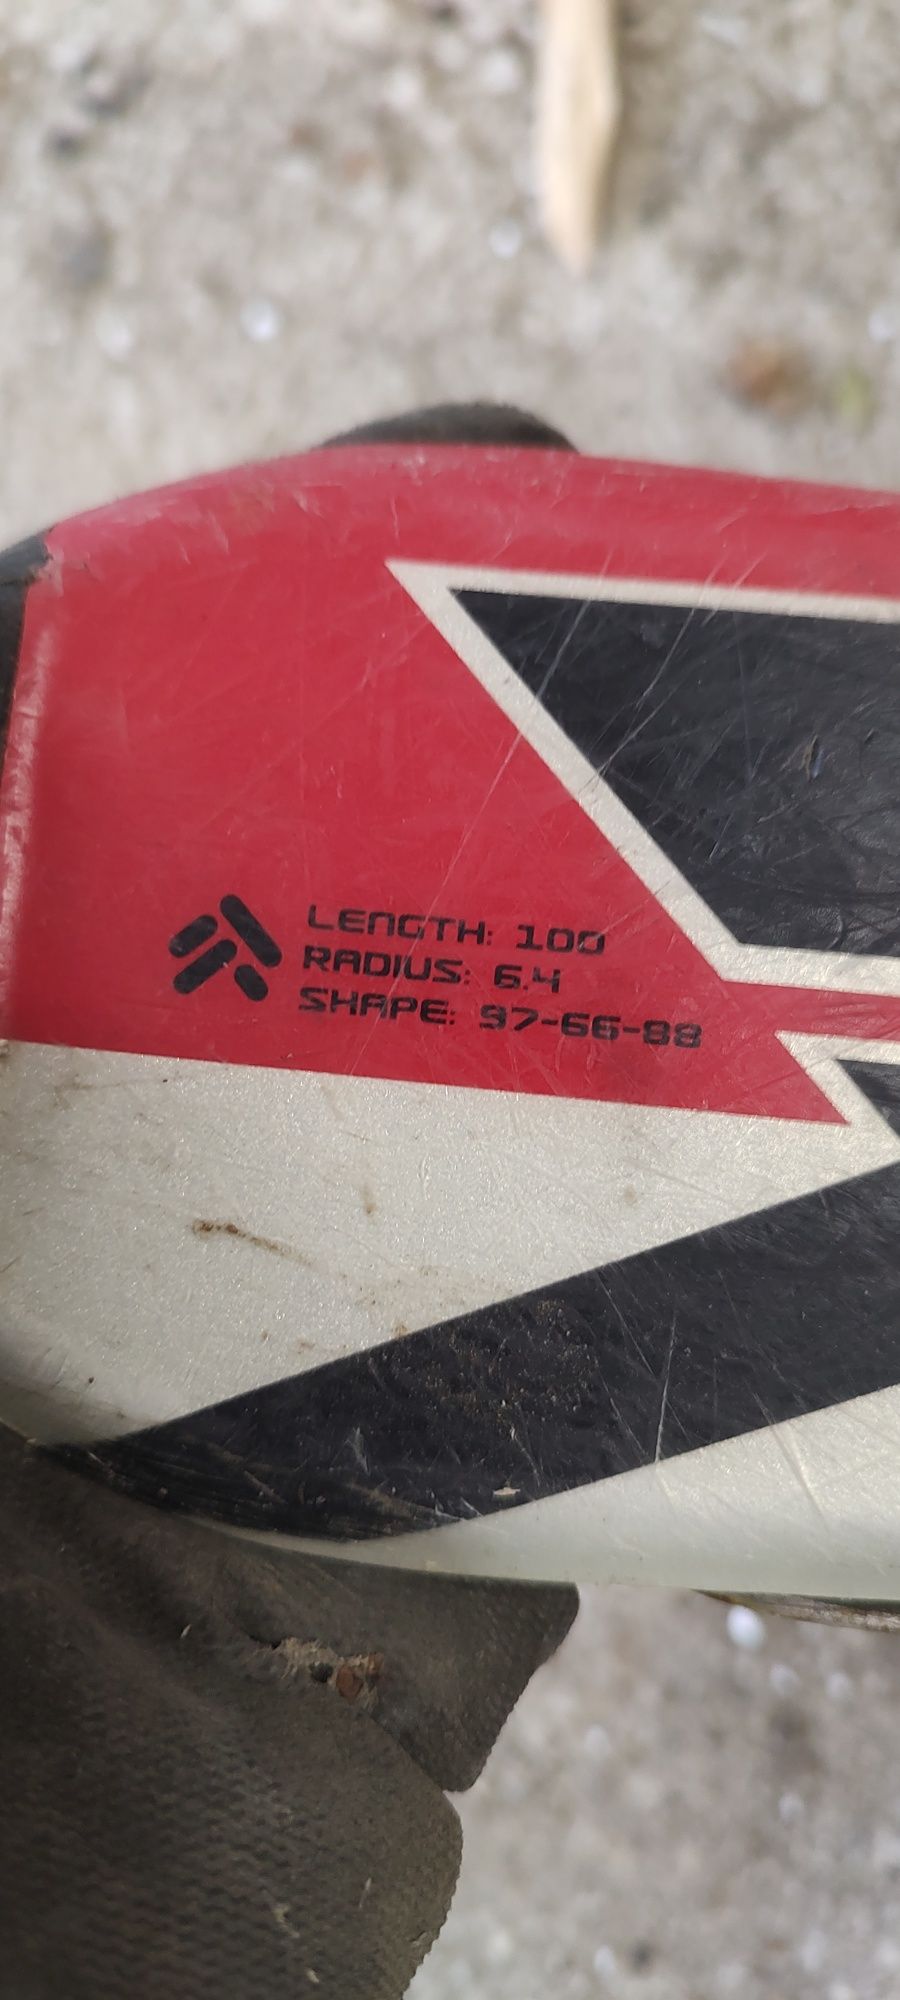 LENGTH: 100
RADIUS: 6.4
SHAPE: 97-66-88